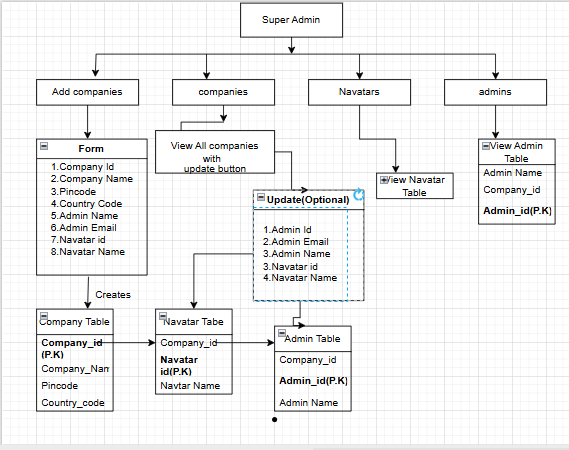 Super Admin
Add companies
companies
Navatars
admins
Form
1.Company Id
2.Company Name
3.Pincode
4.Country Code
5.Admin Name
6.Admin Email
7.Navatar id
8.Navatar Name
View All companies
with
update button
View Navatar
Table
View Admin
Table
Admin Name
Company_id
Admin_id(P.K)
Update(Optional)
1.Admin Id
2.Admin Email
3.Admin Name
3.Navatar id
4.Navatar Name
Creates
Company Table
Company_id
(P.K)
Company_Nam
Pincode
Country_code
Navatar Tabe
Company_id
Navatar
id(P.K)
Navtar Name
Admin Table
Company_id
Admin_id(P.K)
Admin Name